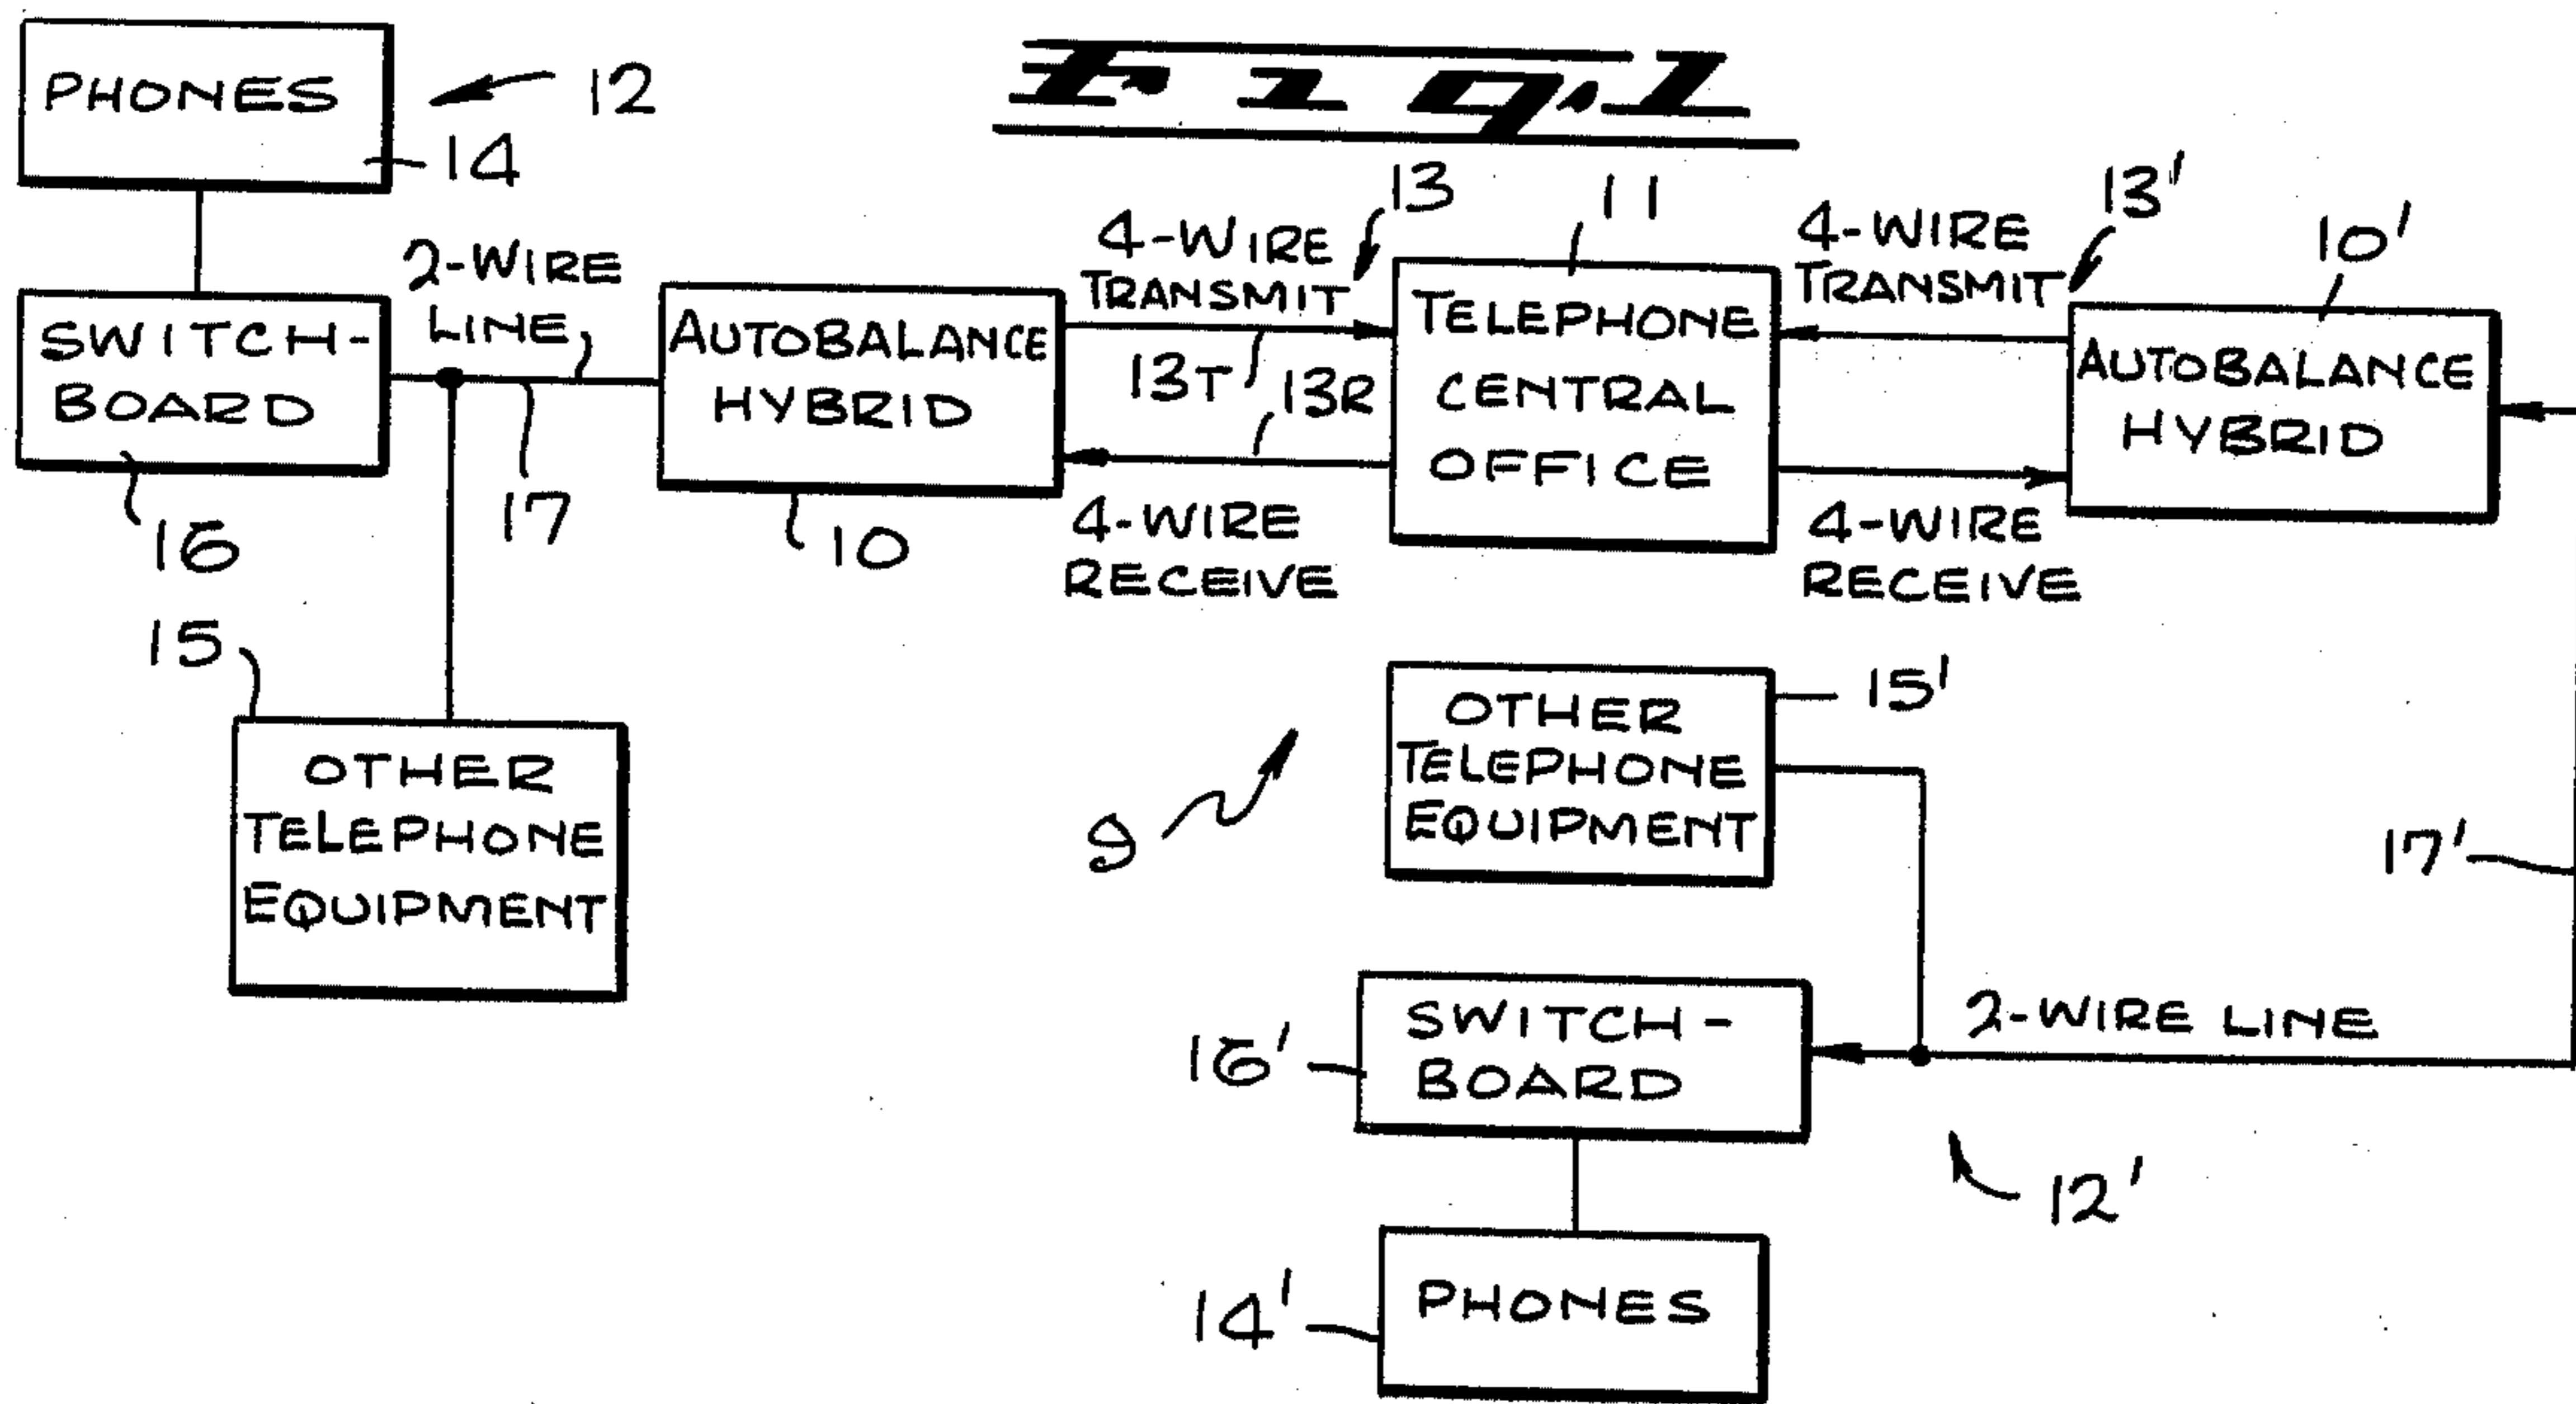 Fig. 1
PHONES
12
14
2-WIRE
LINE
SWITCH-
BOARD
16
17
AUTOBALANCE
HYBRID
10
4-WIRE
TRANSMIT
13
13T
13R
4-WIRE
RECEIVE
11
TELEPHONE
CENTRAL
OFFICE
4-WIRE
TRANSMIT
13'
4-WIRE
RECEIVE
10'
AUTOBALANCE
HYBRID
15
OTHER
TELEPHONE
EQUIPMENT
9
OTHER
TELEPHONE
EQUIPMENT
15'
17'
16'
SWITCH-
BOARD
2-WIRE LINE
12'
14'
PHONES